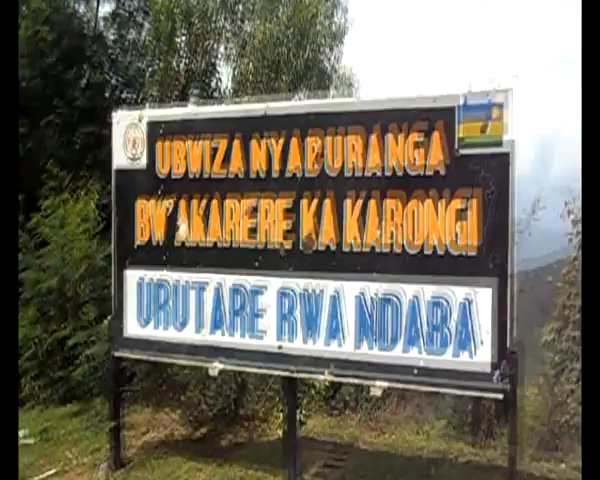 UBWIZA NYABURANGA
BW'AKARERE KA KARONGI
URUTARE RWA NDABA